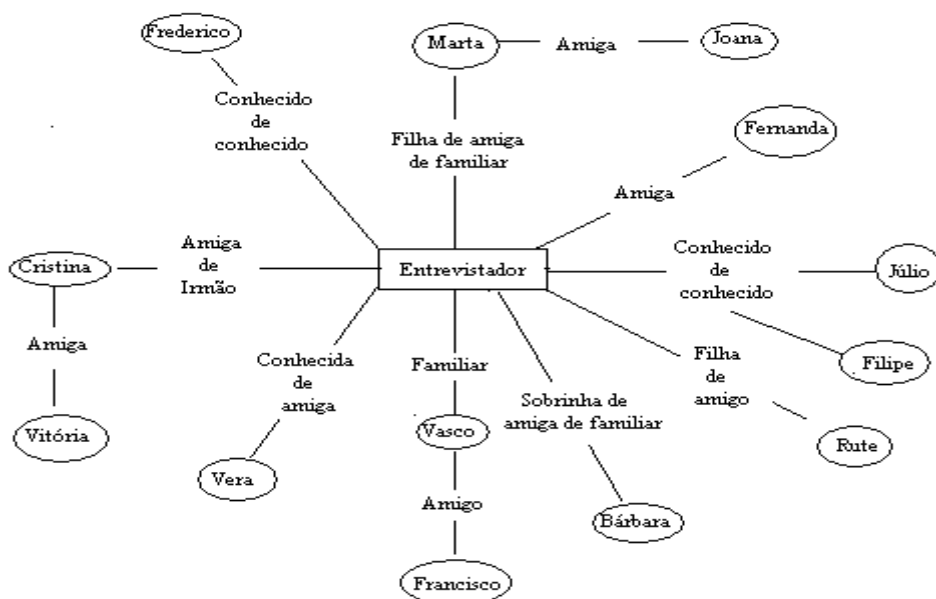 Frederico
Marta
Amiga
Joana
Conhecido
de
conhecido
Filha de amiga
de familiar
Fernanda
Amiga
Cristina
Amiga
de
Irmão
Entrevistador
Conhecido
de
conhecido
Júlio
Amiga
Vitória
Conhecida
de
amiga
Vera
Familiar
Vasco
Amigo
Francisco
Sobrinha de
amiga de familiar
Bárbara
Filha
de
amigo
Rute
Filipe